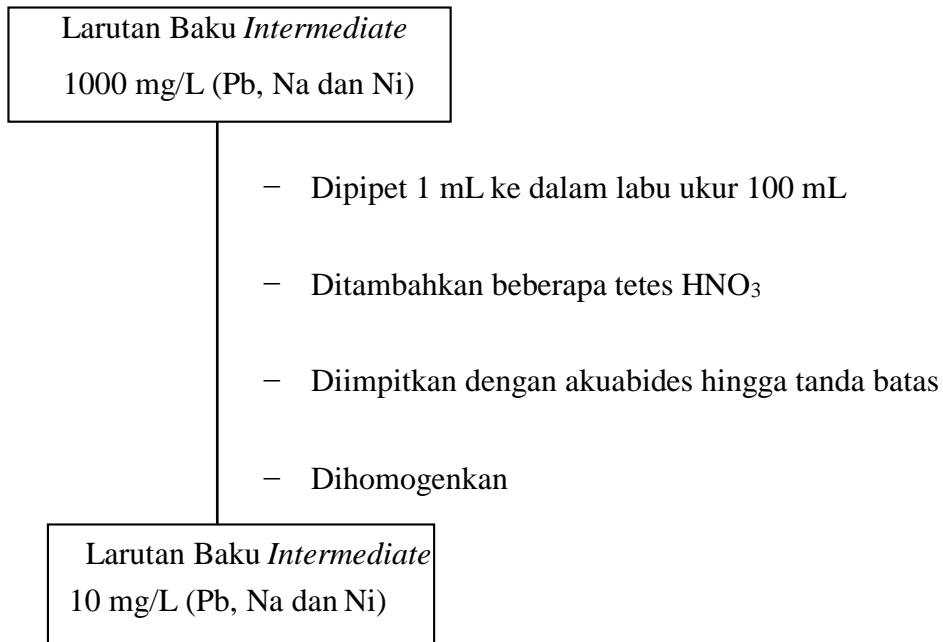 Larutan Baku Intermediate
1000 mg/L (Pb, Na dan Ni)
− Dipipet 1 mL ke dalam labu ukur 100 mL
− Ditambahkan beberapa tetes HNO₃
− Diimpitkan dengan akuabides hingga tanda batas
− Dihomogenkan
Larutan Baku Intermediate
10 mg/L (Pb, Na dan Ni)